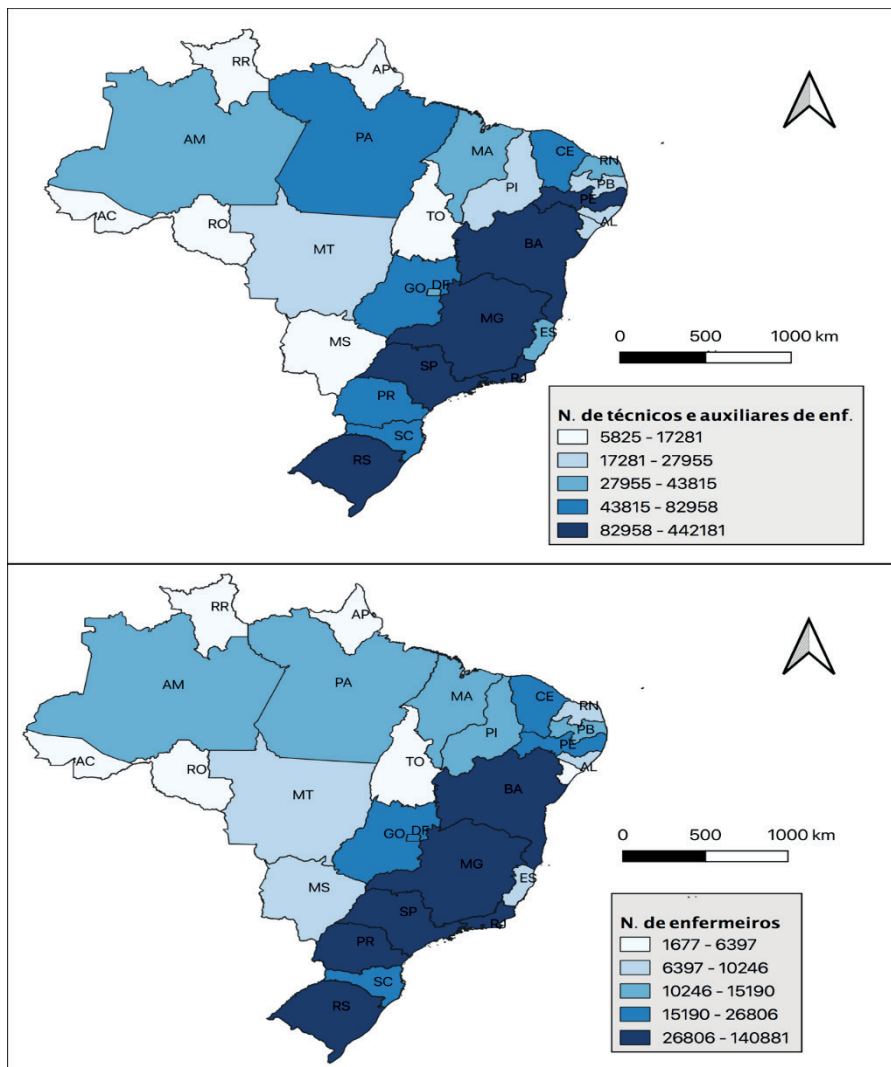 RR
AP
AM
PA
MA
CE
RN
PI
PB
PE
AC
TO
AL
RO
BA
MT
GO
DF
MG
ES
MS
SP
RJ
PR
SC
RS
0 500 1000 km
N. de técnicos e auxiliares de enf.
5825 - 17281
17281 - 27955
27955 - 43815
43815 - 82958
82958 - 442181
RR
AP
AM
PA
MA
CE
RN
PI
PB
PE
AC
TO
AL
RO
BA
MT
GO
DF
MG
ES
MS
SP
RJ
PR
SC
RS
0 500 1000 km
N. de enfermeiros
1677 - 6397
6397 - 10246
10246 - 15190
15190 - 26806
26806 - 140881